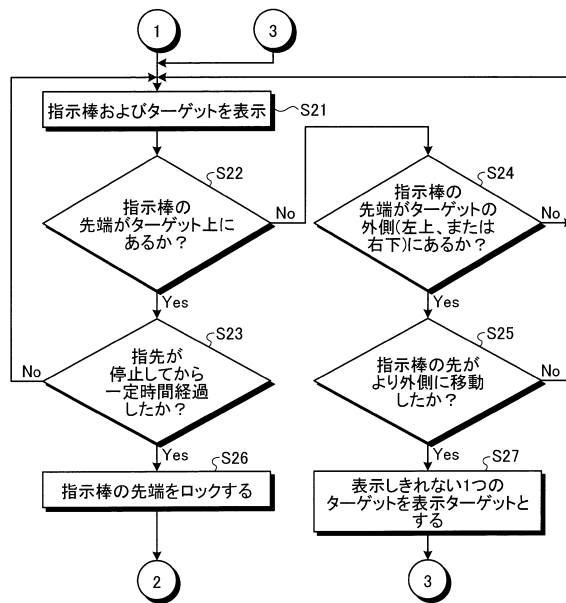 1
3
指示棒およびターゲットを表示
S21
S22
指示棒の
先端がターゲット上に
あるか？
No
Yes
S24
指示棒の
先端がターゲットの
外側(左上、または
右下)にあるか？
No
Yes
S23
指先が
停止してから
一定時間経過
したか？
No
Yes
S25
指示棒の先が
より外側に移動
したか？
No
Yes
S26
指示棒の先端をロックする
S27
表示しきれない1つの
ターゲットを表示ターゲットと
する
2
3